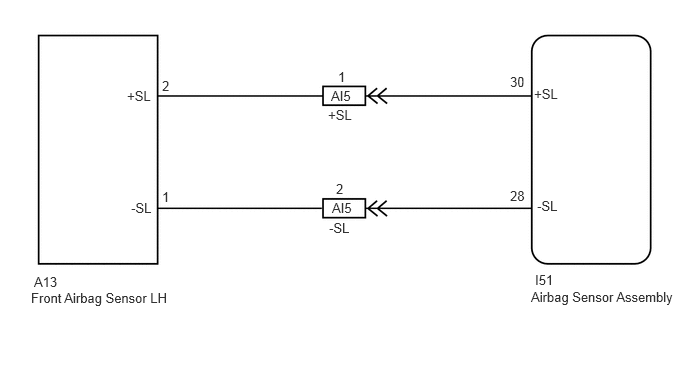 1
2
30
+SL
AI5
+SL
+SL
2
1
28
-SL
AI5
-SL
-SL
A13
I51
Front Airbag Sensor LH
Airbag Sensor Assembly